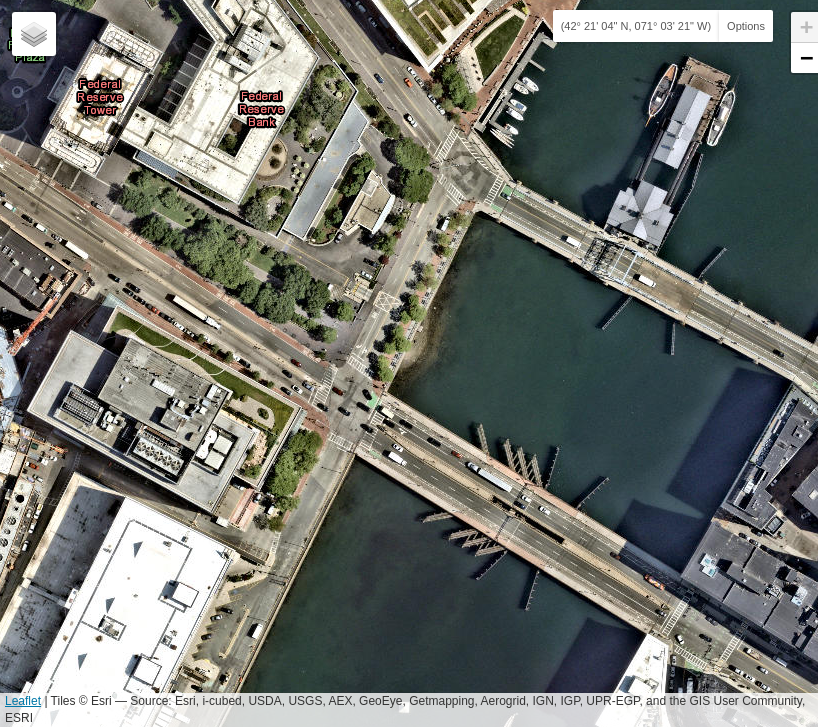 (42° 21' 04" N, 071° 03' 21" W) Options
+
−
Plaza
Federal
Reserve
Tower
Federal
Reserve
Bank
Leaflet | Tiles © Esri — Source: Esri, i-cubed, USDA, USGS, AEX, GeoEye, Getmapping, Aerogrid, IGN, IGP, UPR-EGP, and the GIS User Community,
ESRI